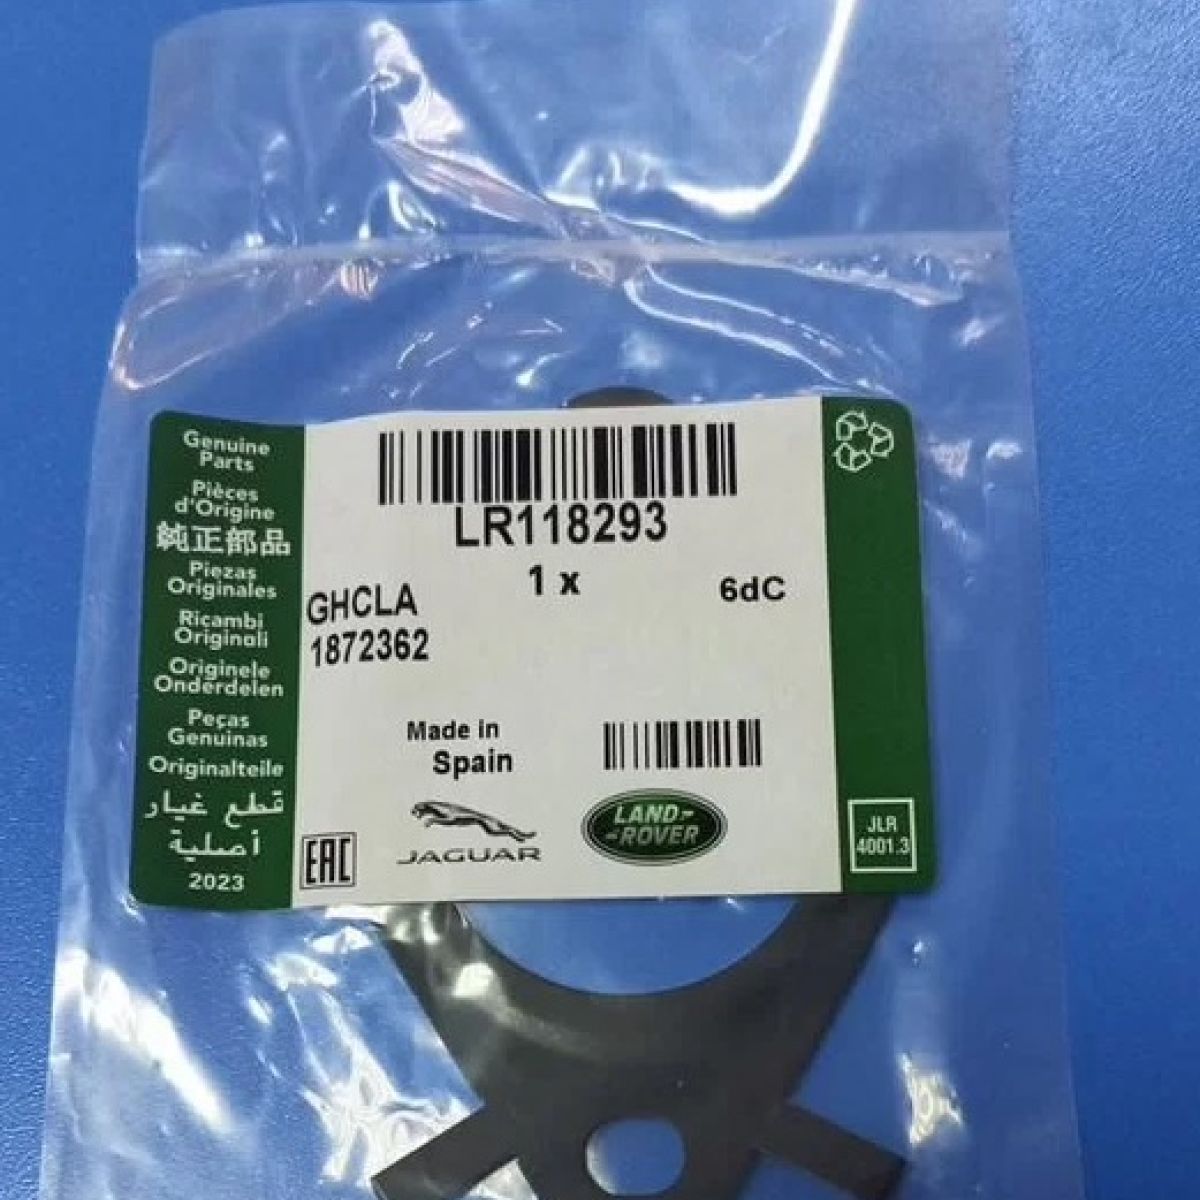 Genuine
Parts
Pièces
d'Origine
純正部品
Piezas
Originales
Ricambi
Originali
Originele
Onderdelen
Peças
Genuinas
Originalteile
قطع غيار
أصلية
2023
LR118293
1 x
6dC
GHCLA
1872362
Made in
Spain
EAC
JAGUAR
LAND-
-ROVER
JLR
4001.3